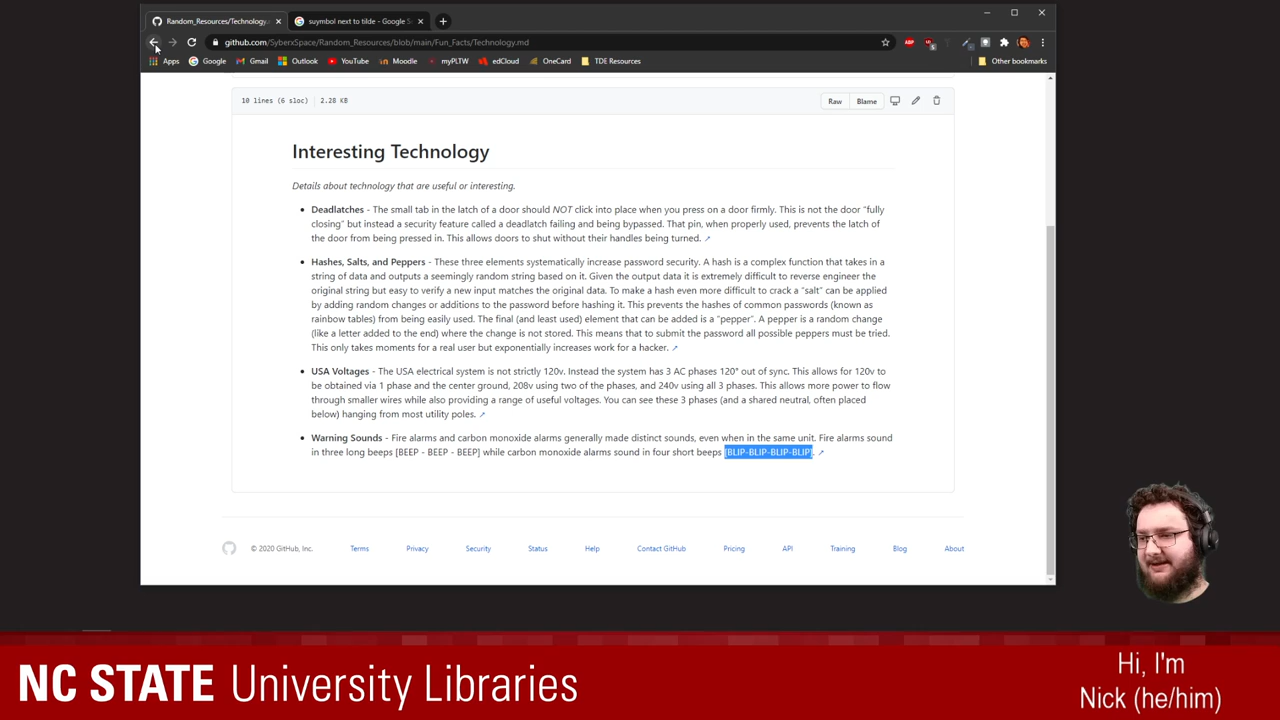 Random_Resources/Technology.
suymbol next to tilde - Google S
github.com/SyberxSpace/Random_Resources/blob/main/Fun_Facts/Technology.md
Apps Google Gmail Outlook YouTube Moodle myPLTW edCloud OneCard TDE Resources Other bookmarks
10 lines (6 sloc) 2.28 KB Raw Blame
Interesting Technology
Details about technology that are useful or interesting.
• Deadlatches - The small tab in the latch of a door should NOT click into place when you press on a door firmly. This is not the door "fully
closing" but instead a security feature called a deadlatch failing and being bypassed. That pin, when properly used, prevents the latch of
the door from being pressed in. This allows doors to shut without their handles being turned. ↗
• Hashes, Salts, and Peppers - These three elements systematically increase password security. A hash is a complex function that takes in a
string of data and outputs a seemingly random string based on it. Given the output data it is extremely difficult to reverse engineer the
original string but easy to verify a new input matches the original data. To make a hash even more difficult to crack a "salt" can be applied
by adding random changes or additions to the password before hashing it. This prevents the hashes of common passwords (known as
rainbow tables) from being easily used. The final (and least used) element that can be added is a "pepper". A pepper is a random change
(like a letter added to the end) where the change is not stored. This means that to submit the password all possible peppers must be tried.
This only takes moments for a real user but exponentially increases work for a hacker. ↗
• USA Voltages - The USA electrical system is not strictly 120v. Instead the system has 3 AC phases 120° out of sync. This allows for 120v to
be obtained via 1 phase and the center ground, 208v using two of the phases, and 240v using all 3 phases. This allows more power to flow
through smaller wires while also providing a range of useful voltages. You can see these 3 phases (and a shared neutral, often placed
below) hanging from most utility poles. ↗
• Warning Sounds - Fire alarms and carbon monoxide alarms generally made distinct sounds, even when in the same unit. Fire alarms sound
in three long beeps [BEEP - BEEP - BEEP] while carbon monoxide alarms sound in four short beeps [BLIP-BLIP-BLIP-BLIP]. ↗
© 2020 GitHub, Inc. Terms Privacy Security Status Help Contact GitHub Pricing API Training Blog About
NC STATE University Libraries
Hi, I'm
Nick (he/him)